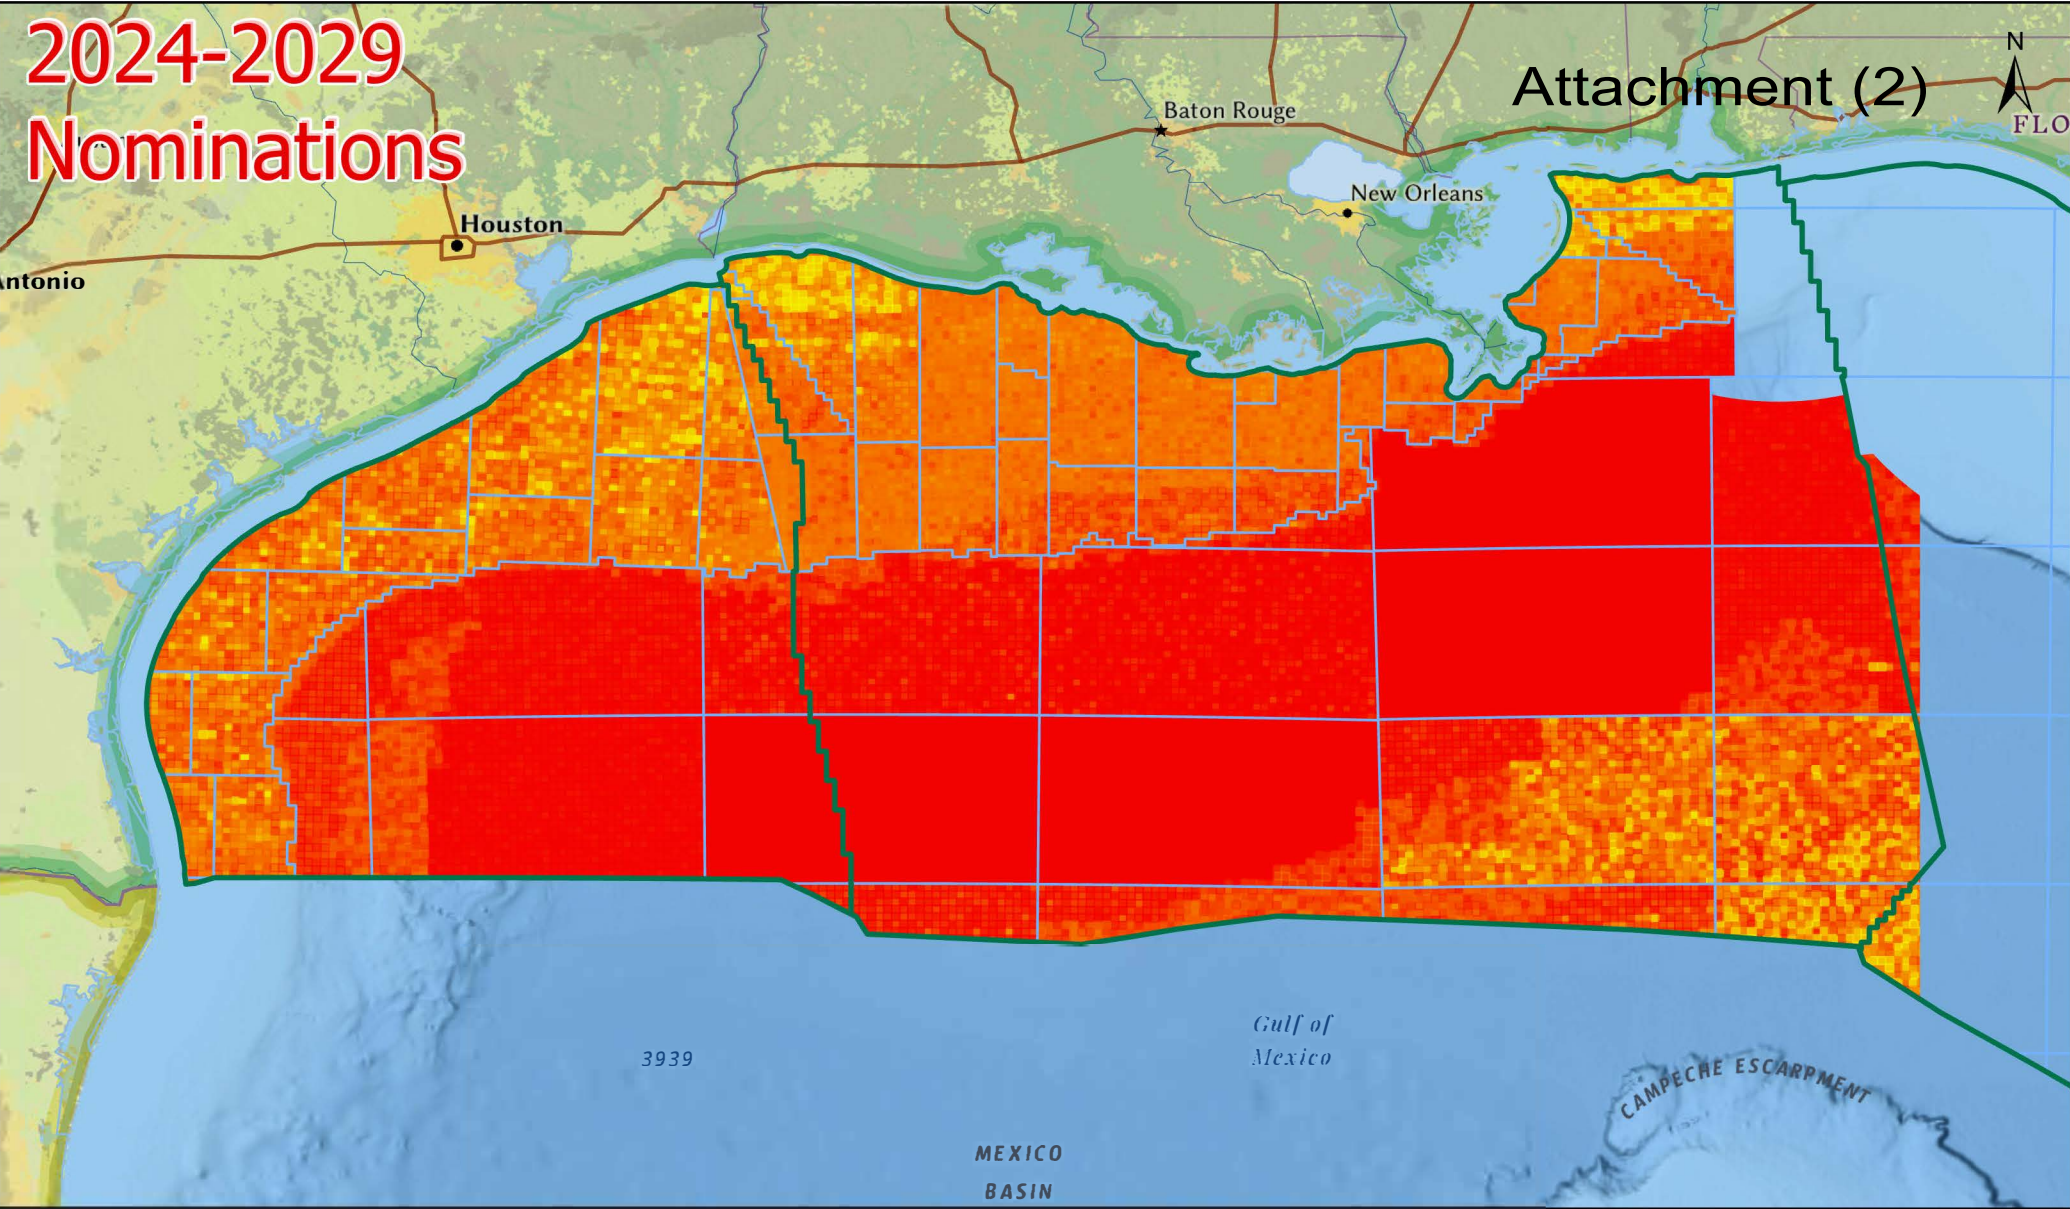 2024-2029
Nominations
Attachment (2)
N
FLO
Baton Rouge
New Orleans
Houston
Antonio
Gulf of
Mexico
3939
CAMPECHE ESCARPMENT
MEXICO
BASIN